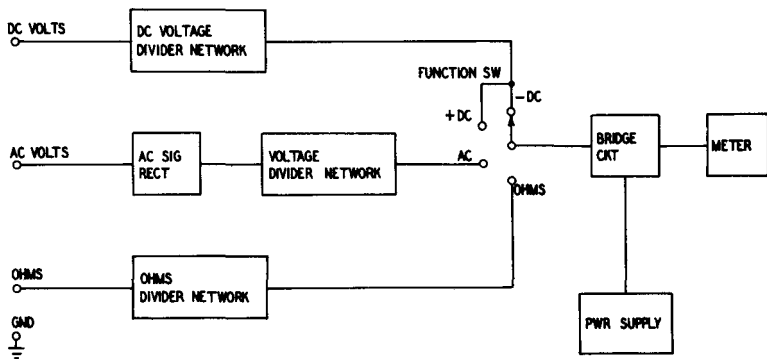 DC VOLTS
DC VOLTAGE
DIVIDER NETWORK
FUNCTION SW
-DC
+DC
AC VOLTS
AC SIG
RECT
VOLTAGE
DIVIDER NETWORK
AC
BRIDGE
CKT
METER
OHMS
OHMS
OHMS
DIVIDER NETWORK
GND
PWR SUPPLY